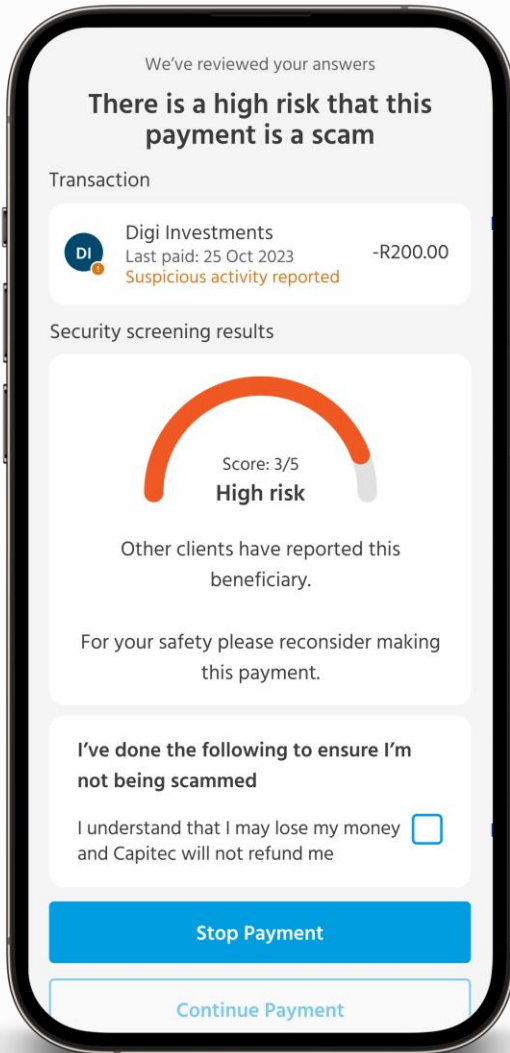 We've reviewed your answers
There is a high risk that this
payment is a scam
Transaction
DI
Digi Investments
Last paid: 25 Oct 2023
Suspicious activity reported
-R200.00
Security screening results
Score: 3/5
High risk
Other clients have reported this
beneficiary.
For your safety please reconsider making
this payment.
I've done the following to ensure I'm
not being scammed
I understand that I may lose my money
and Capitec will not refund me
Stop Payment
Continue Payment